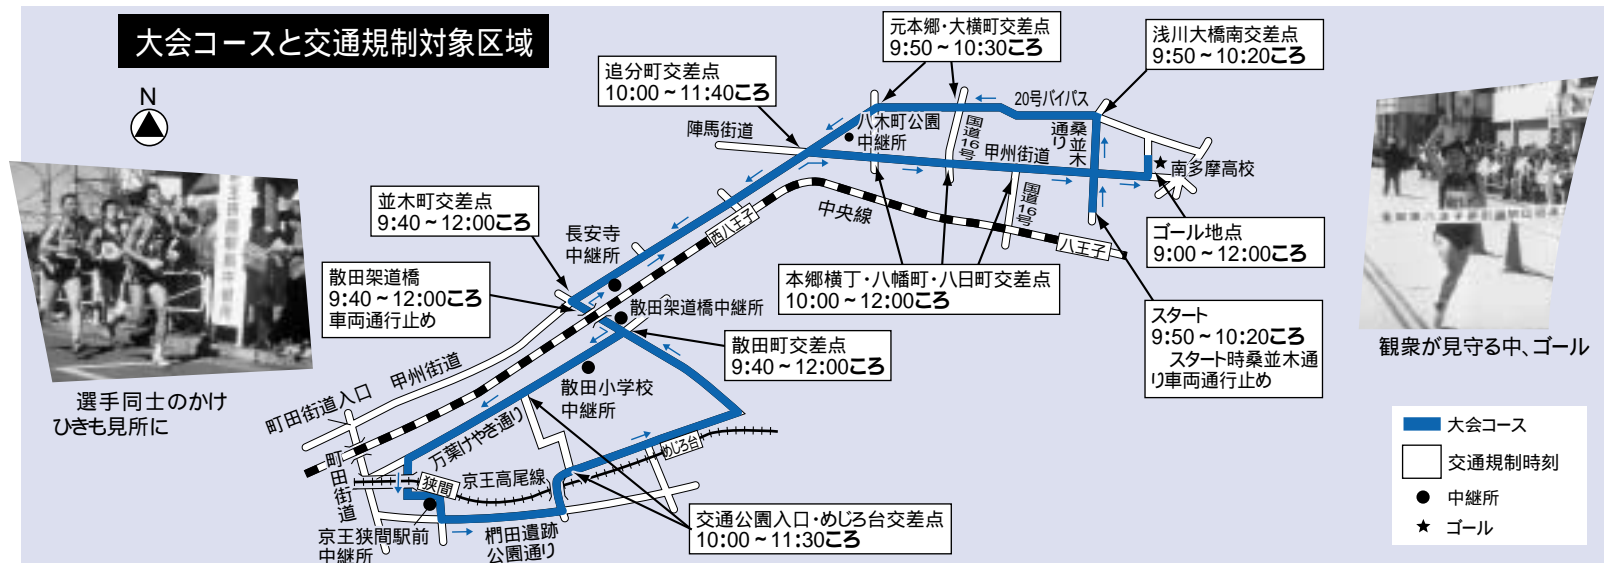 大会コースと交通規制対象区域
N
元本郷・大横町交差点
9:50～10:30ころ
浅川大橋南交差点
9:50～10:20ころ
追分町交差点
10:00～11:40ころ
20号バイパス
陣馬街道
八木町公園
中継所
国道16号
桑並木
通り
甲州街道
南多摩高校
国道16号
並木町交差点
9:40～12:00ころ
中央線
西八王子
八王子
長安寺
中継所
ゴール地点
9:00～12:00ころ
散田架道橋
9:40～12:00ころ
車両通行止め
本郷横丁・八幡町・八日町交差点
10:00～12:00ころ
散田架道橋中継所
スタート
9:50～10:20ころ
スタート時桑並木通
り車両通行止め
散田町交差点
9:40～12:00ころ
観衆が見守る中、ゴール
甲州街道
町田街道入口
散田小学校
中継所
選手同士のかけ
ひきも見所に
万葉けやき通り
めじろ台
町田街道
狭間
京王高尾線
京王狭間駅前
中継所
椚田遺跡
公園通り
交通公園入口・めじろ台交差点
10:00～11:30ころ
大会コース
交通規制時刻
中継所
ゴール